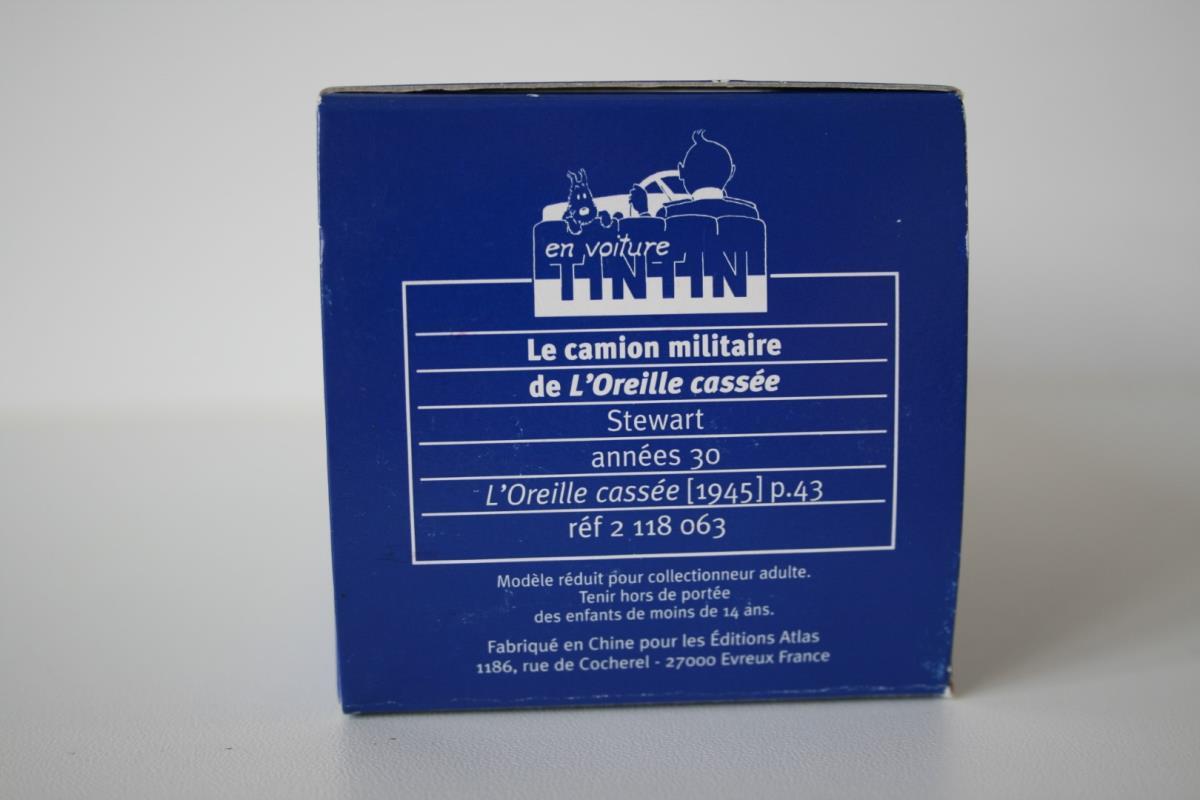 en voiture
TINTIN
Le camion militaire
de L'Oreille cassée
Stewart
années 30
L'Oreille cassée [1945] p.43
réf 2 118 063
Modèle réduit pour collectionneur adulte.
Tenir hors de portée
des enfants de moins de 14 ans.
Fabriqué en Chine pour les Éditions Atlas
1186, rue de Cocherel - 27000 Evreux France